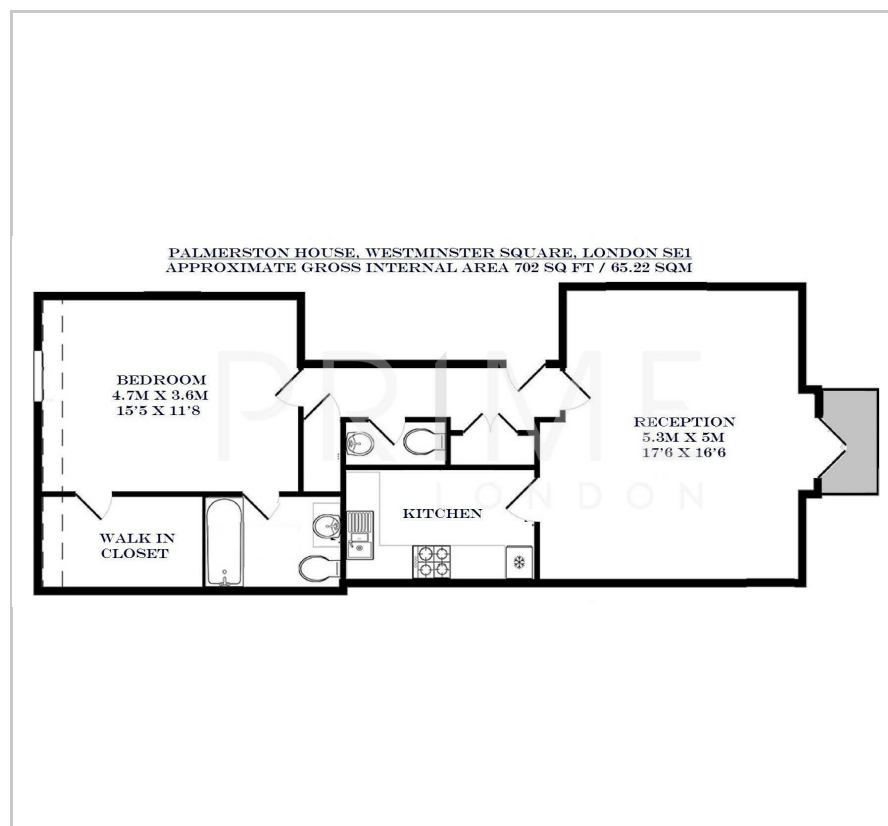 PALMERSTON HOUSE, WESTMINSTER SQUARE, LONDON SE1
APPROXIMATE GROSS INTERNAL AREA 702 SQ FT / 65.22 SQM
BEDROOM
4.7M X 3.6M
15'5 X 11'8
RECEPTION
5.3M X 5M
17'6 X 16'6
PRIME
LONDON
KITCHEN
WALK IN
CLOSET